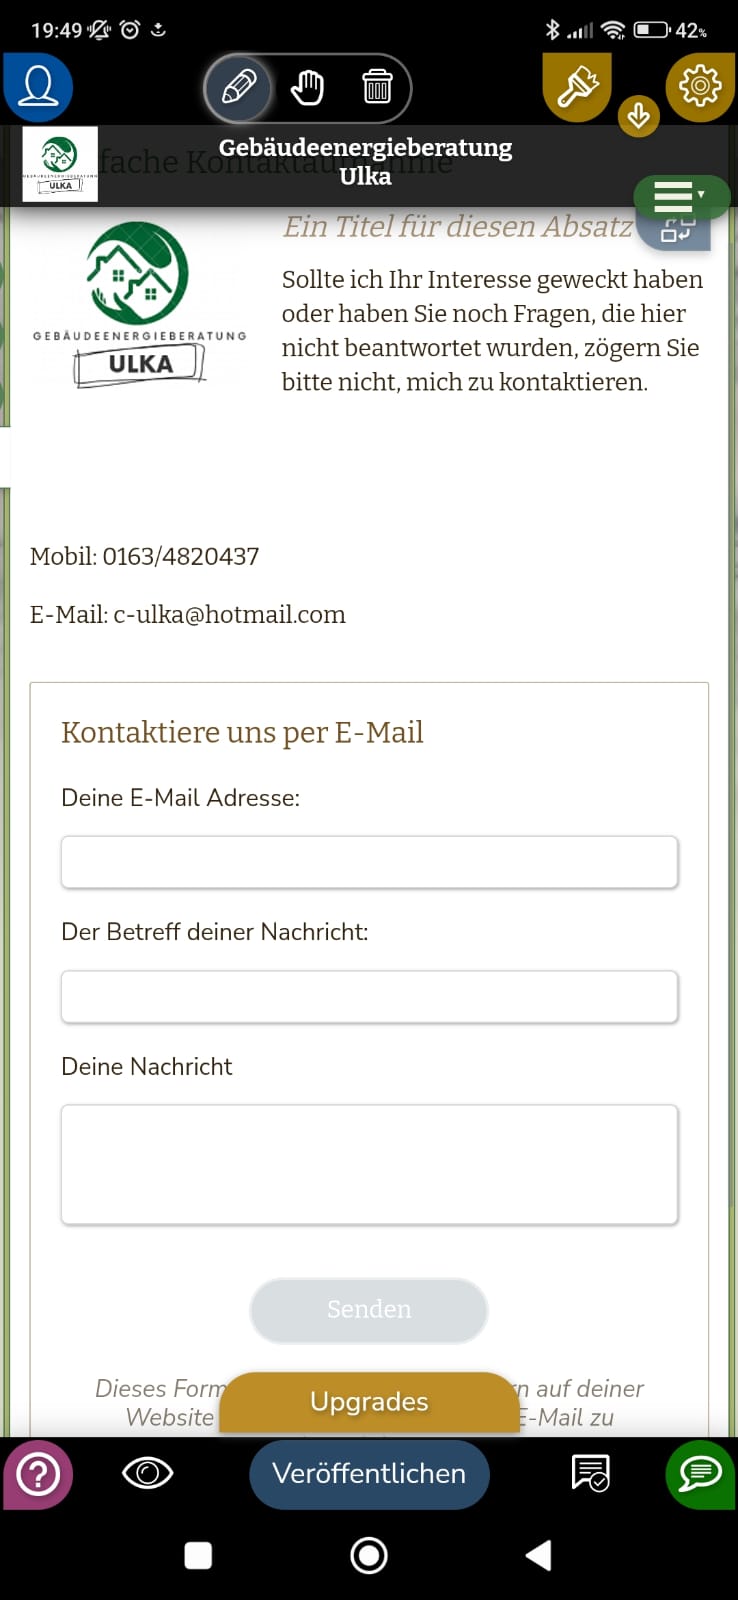 19:49
42%
Gebäudeenergieberatung
Ulka
fache Kontaktaufnahme
ULKA
Ein Titel für diesen Absatz
GEBÄUDEENERGIEBERATUNG
ULKA
Sollte ich Ihr Interesse geweckt haben
oder haben Sie noch Fragen, die hier
nicht beantwortet wurden, zögern Sie
bitte nicht, mich zu kontaktieren.
Mobil: 0163/4820437
E-Mail: c-ulka@hotmail.com
Kontaktiere uns per E-Mail
Deine E-Mail Adresse:
Der Betreff deiner Nachricht:
Deine Nachricht
Senden
Dieses Form n auf deiner
Website E-Mail zu
Upgrades
Veröffentlichen